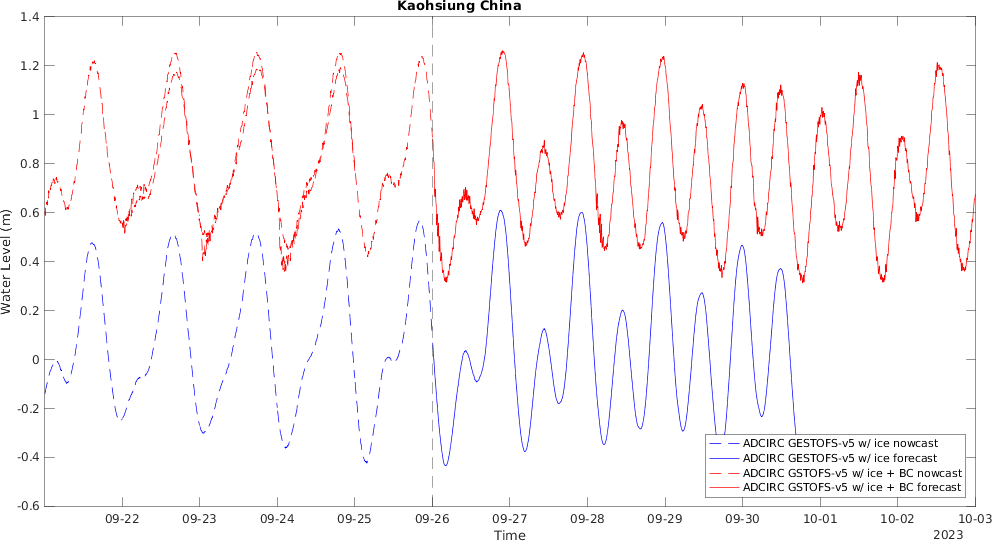 Kaohsiung China
1.4
1.2
1
0.8
0.6
0.4
0.2
0
-0.2
-0.4
-0.6
Water Level (m)
ADCIRC GESTOFS-v5 w/ ice nowcast
ADCIRC GESTOFS-v5 w/ ice forecast
ADCIRC GSTOFS-v5 w/ ice + BC nowcast
ADCIRC GSTOFS-v5 w/ ice + BC forecast
09-22 09-23 09-24 09-25 09-26 09-27 09-28 09-29 09-30 10-01 10-02 10-03
Time
2023